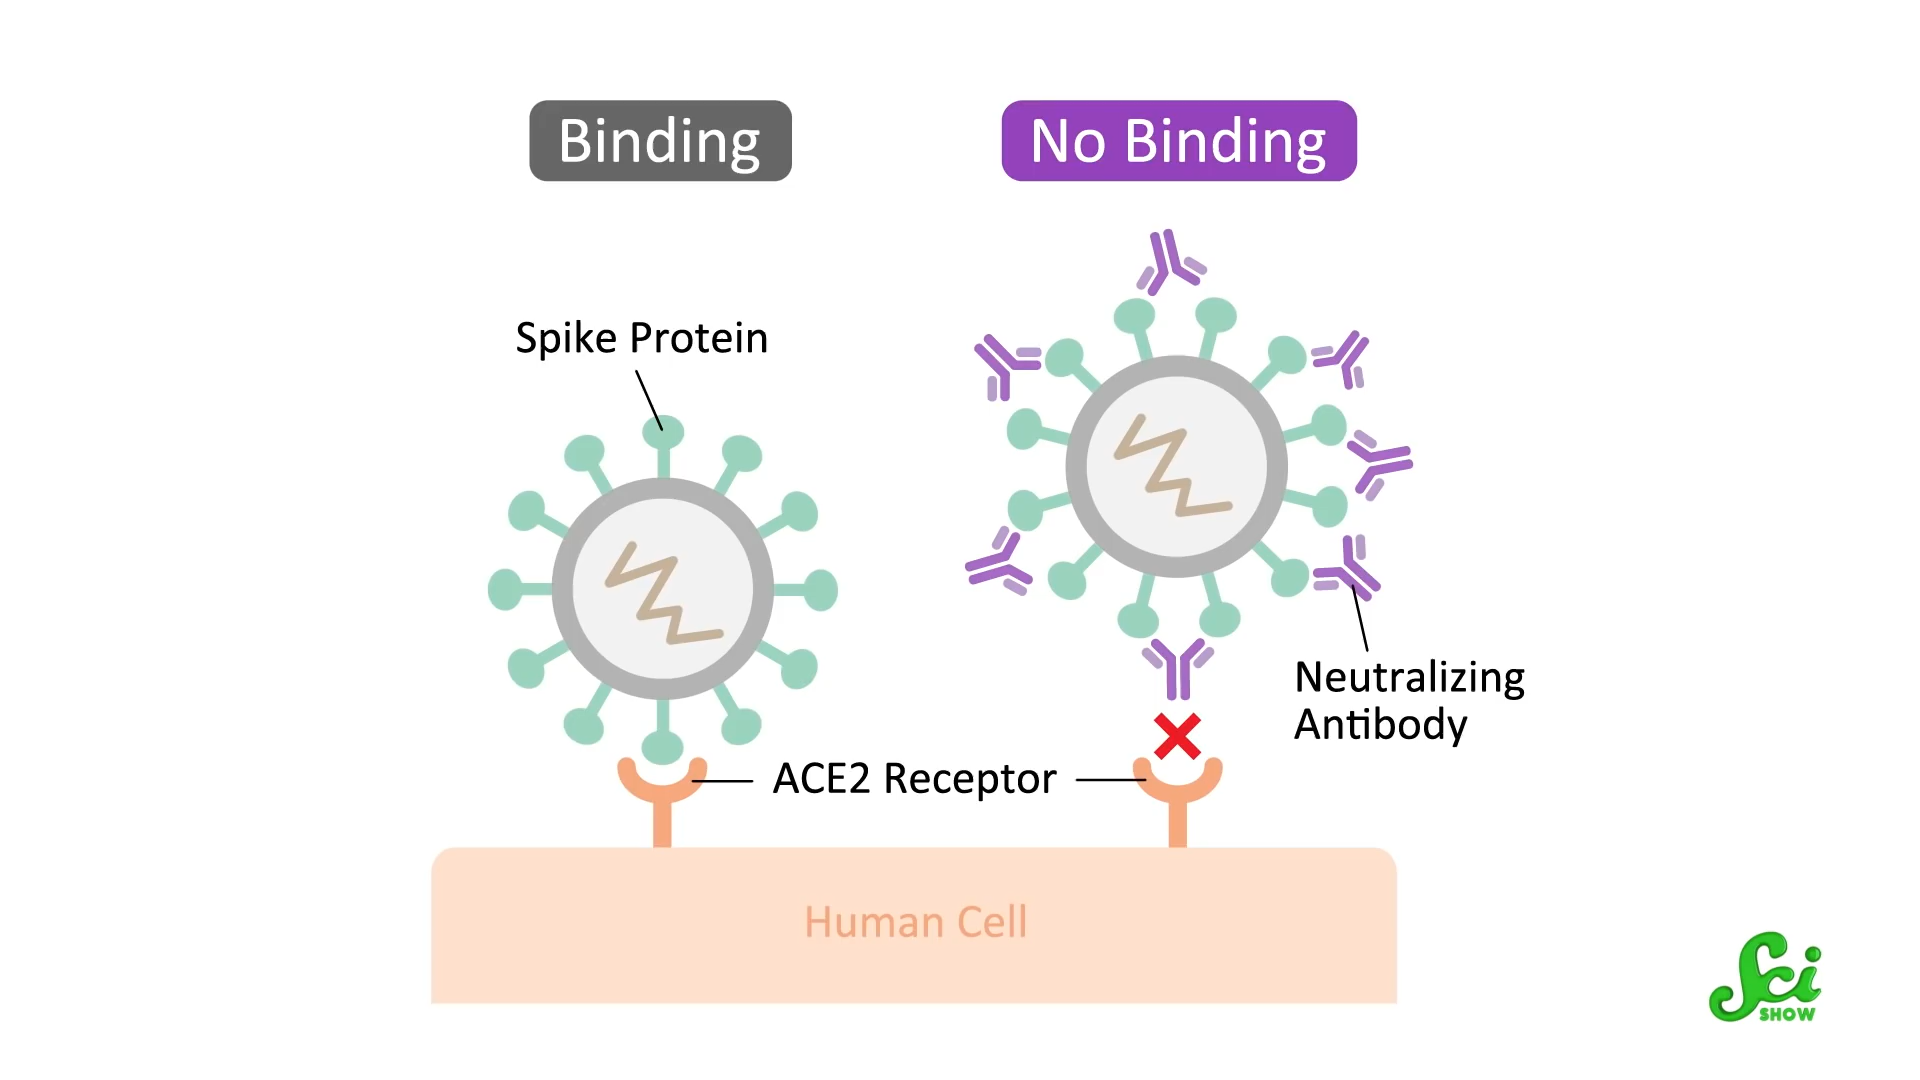 Binding
No Binding
Spike Protein
Neutralizing
Antibody
ACE2 Receptor
Human Cell
Sci
SHOW